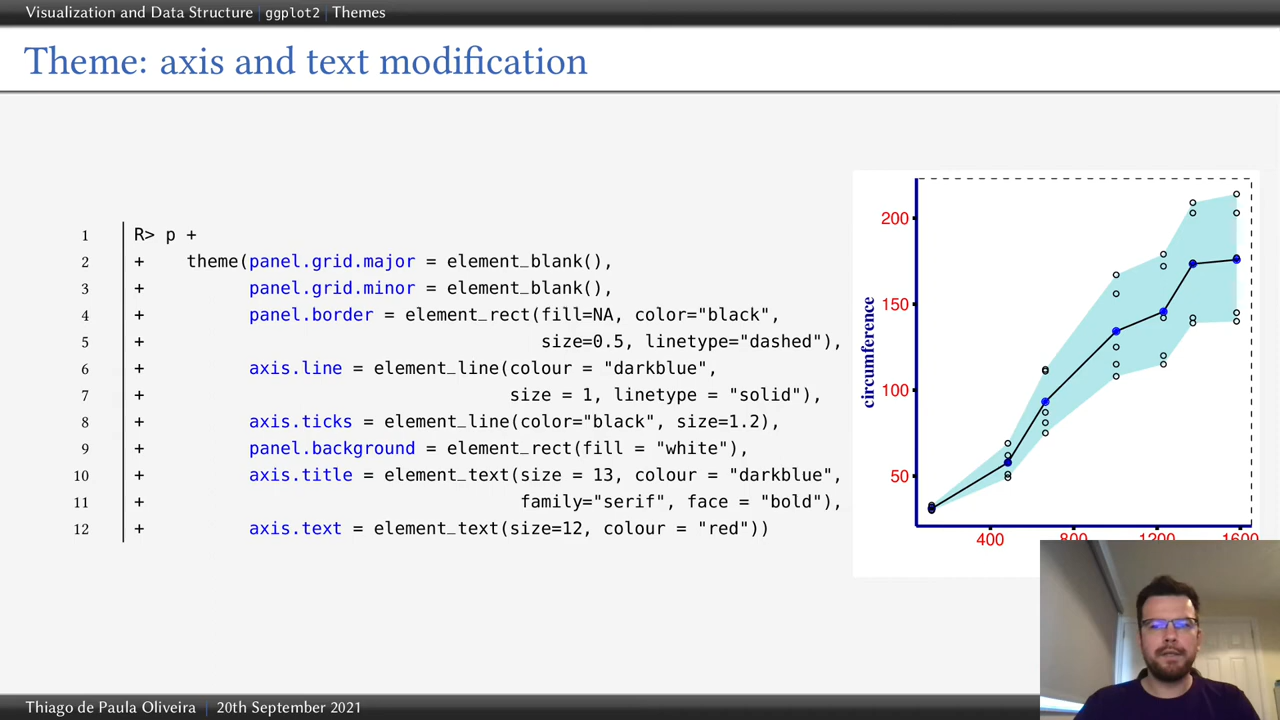 Visualization and Data Structure | ggplot2 | Themes
Theme: axis and text modification
1 R> p +
2 + theme(panel.grid.major = element_blank(),
3 + panel.grid.minor = element_blank(),
4 + panel.border = element_rect(fill=NA, color="black",
5 + size=0.5, linetype="dashed"),
6 + axis.line = element_line(colour = "darkblue",
7 + size = 1, linetype = "solid"),
8 + axis.ticks = element_line(color="black", size=1.2),
9 + panel.background = element_rect(fill = "white"),
10 + axis.title = element_text(size = 13, colour = "darkblue",
11 + family="serif", face = "bold"),
12 + axis.text = element_text(size=12, colour = "red"))
circumference
200
150
100
50
400 800 1200 1600
Thiago de Paula Oliveira | 20th September 2021